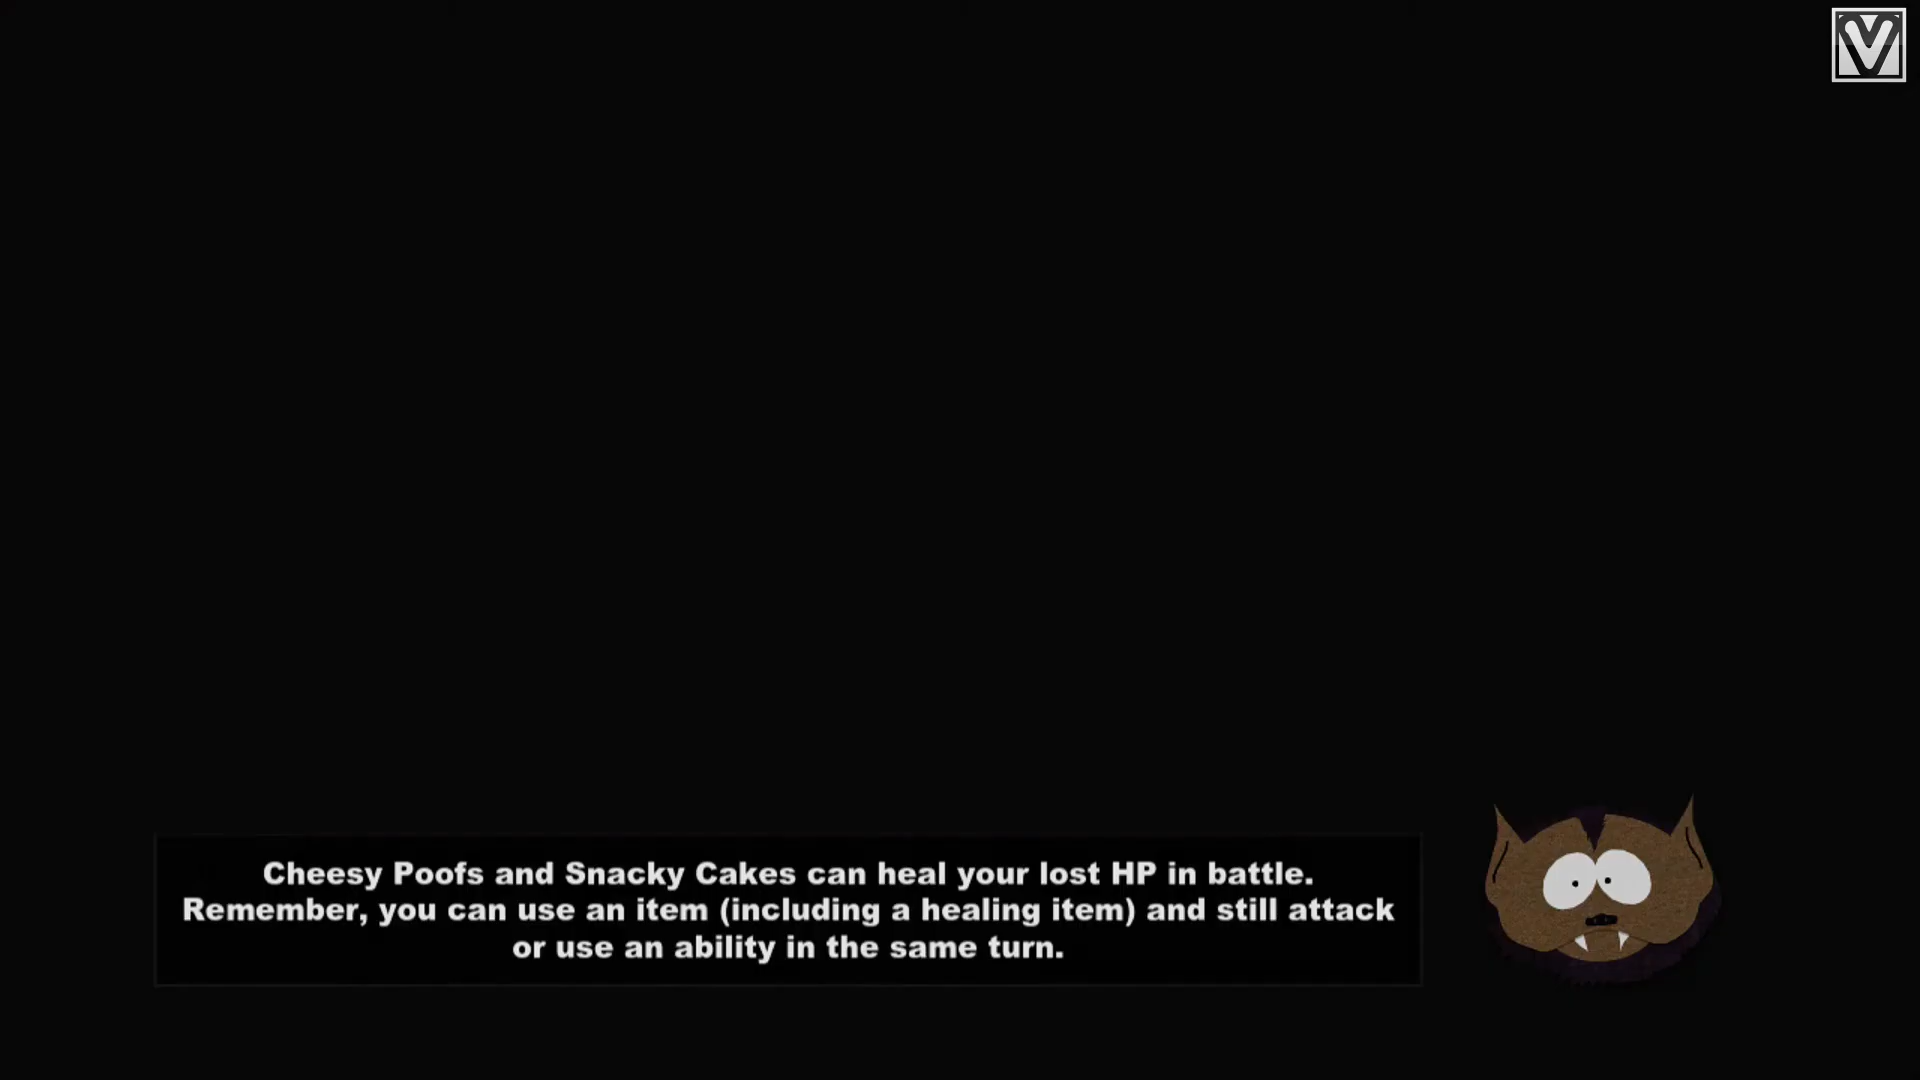 Cheesy Poofs and Snacky Cakes can heal your lost HP in battle.
Remember, you can use an item (including a healing item) and still attack
or use an ability in the same turn.